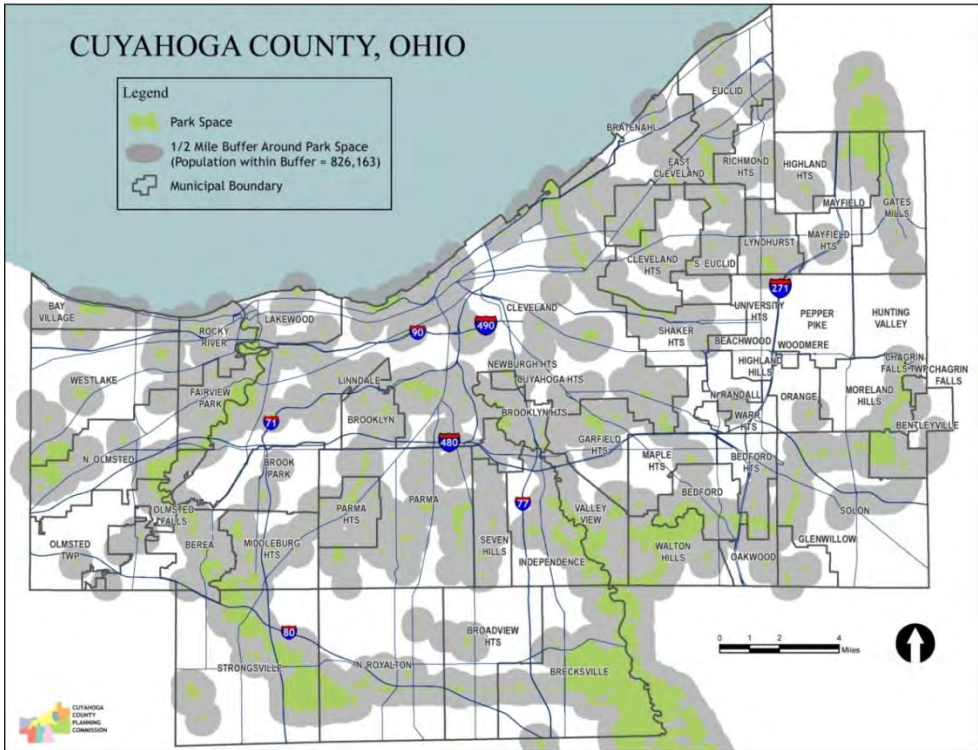 CUYAHOGA COUNTY, OHIO
Legend
Park Space
1/2 Mile Buffer Around Park Space
(Population within Buffer = 826,163)
Municipal Boundary
EUCLID
BRATENAHL
EAST
CLEVELAND
RICHMOND
HTS
HIGHLAND
HTS
MAYFIELD
GATES
MILLS
MAYFIELD
HTS
LYNDHURST
CLEVELAND
HTS
S. EUCLID
271
UNIVERSITY
HTS
PEPPER
PIKE
HUNTING
VALLEY
BAY
VILLAGE
ROCKY
RIVER
LAKEWOOD
90
490
CLEVELAND
SHAKER
HTS
BEACHWOOD
WOODMERE
HIGHLAND
HILLS
NEWBURGH HTS
CUYAHOGA HTS
CHAGRIN
FALLS TWP
CHAGRIN
FALLS
WESTLAKE
FAIRVIEW
PARK
LINNDALE
BROOKLYN
BROOKLYN HTS
N. RANDALL
WARR
HTS
ORANGE
MORELAND
HILLS
BENTLEYVILLE
71
480
GARFIELD
HTS
MAPLE
HTS
BEDFORD
HTS
N. OLMSTED
BROOK
PARK
PARMA
BEDFORD
SOLON
77
OLMSTED
FALLS
PARMA
HTS
VALLEY
VIEW
OLMSTED
TWP
BEREA
MIDDLEBURG
HTS
SEVEN
HILLS
INDEPENDENCE
WALTON
HILLS
OAKWOOD
GLENWILLOW
80
BROADVIEW
HTS
STRONGSVILLE
N. ROYALTON
BRECKSVILLE
0 1 2 4
Miles
CUYAHOGA
COUNTY
PLANNING
COMMISSION